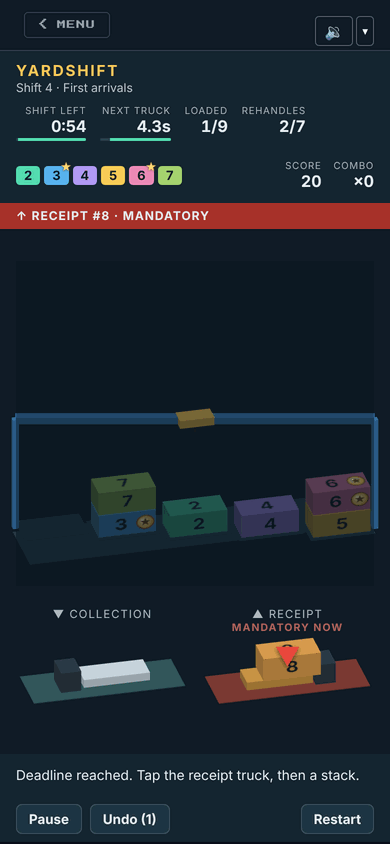 MENU
YARDSHIFT
Shift 4 · First arrivals
SHIFT LEFT NEXT TRUCK LOADED REHANDLES
0:54 4.3s 1/9 2/7
2 3 4 5 6 7
SCORE COMBO
20 ×0
↑ RECEIPT #8 · MANDATORY
7 2 4 6
7 2 4 6
3 5
▼ COLLECTION ▲ RECEIPT
MANDATORY NOW
8
Deadline reached. Tap the receipt truck, then a stack.
Pause Undo (1) Restart